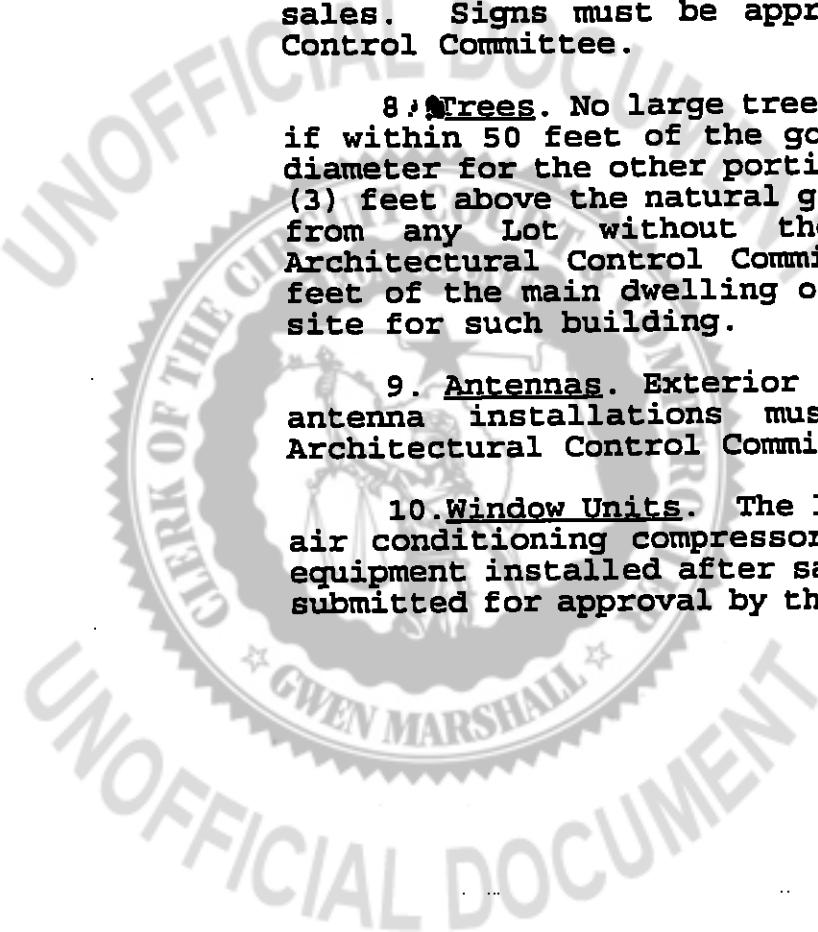 sales. Signs must be appr
Control Committee.
8. Trees. No large tree
if within 50 feet of the go
diameter for the other porti
(3) feet above the natural g
from any Lot without th
Architectural Control Commi
feet of the main dwelling o
site for such building.
9. Antennas. Exterior
antenna installations mus
Architectural Control Commi
10.Window Units. The l
air conditioning compressor
equipment installed after sa
submitted for approval by th
UNOFFICIAL DOCUMENT
CLERK OF THE CIRCUIT COURT
COMPTROLLER
GWEN MARSHALL
UNOFFICIAL DOCUMENT